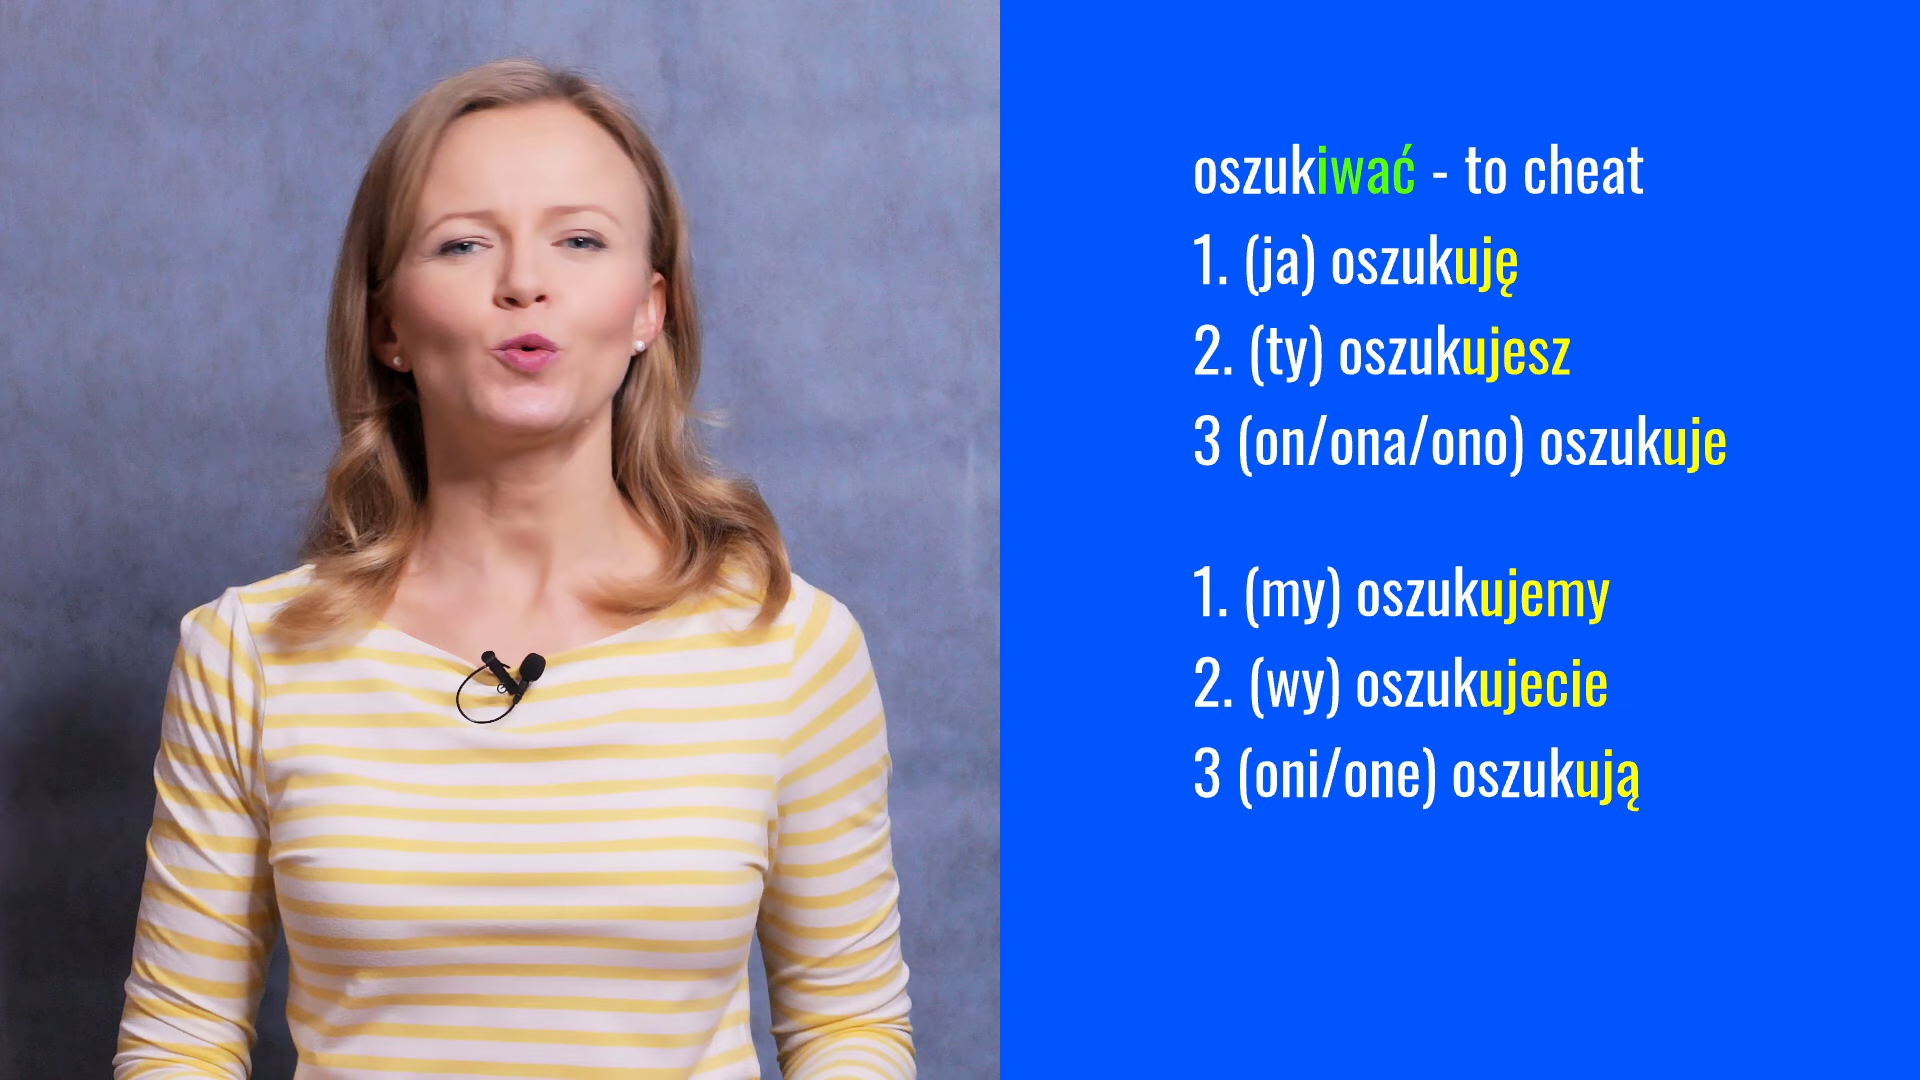 oszukiwać - to cheat
1. (ja) oszukuję
2. (ty) oszukujesz
3 (on/ona/ono) oszukuje
1. (my) oszukujemy
2. (wy) oszukujecie
3 (oni/one) oszukują